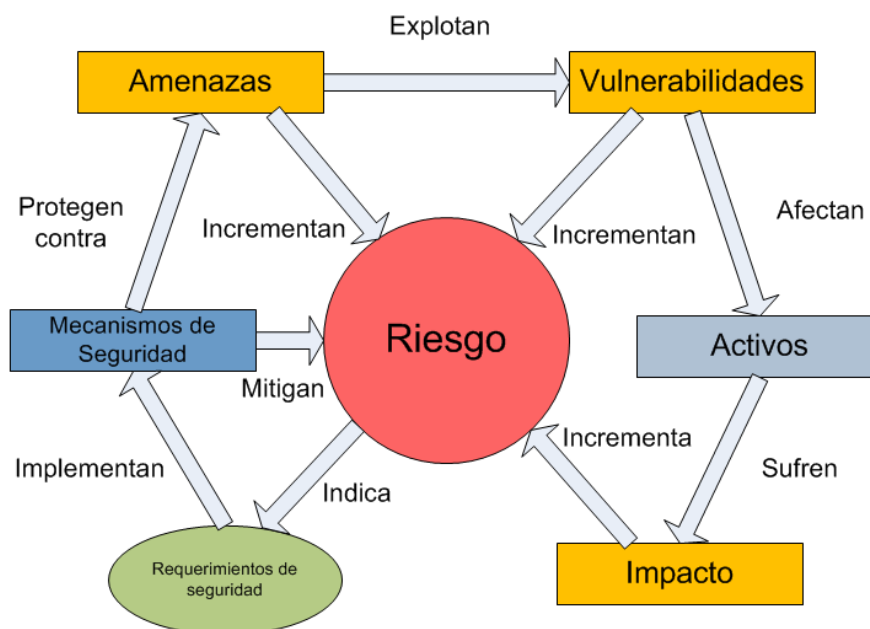 Explotan
Amenazas
Vulnerabilidades
Protegen
contra
Incrementan
Incrementan
Afectan
Mecanismos de
Seguridad
Riesgo
Activos
Mitigan
Implementan
Indica
Incrementa
Sufren
Requerimientos de
seguridad
Impacto